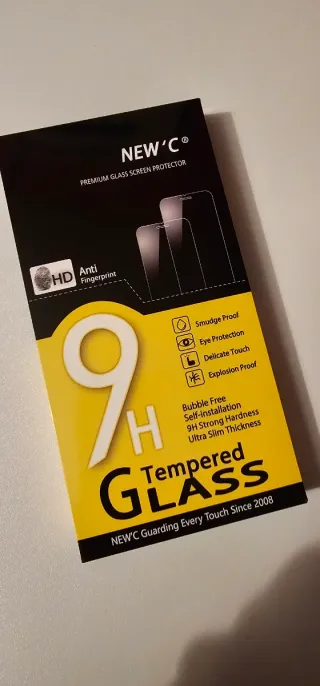 NEW'C®
PREMIUM GLASS SCREEN PROTECTOR
HD Anti
Fingerprint
Smudge Proof
Eye Protection
Delicate Touch
Explosion Proof
9H
Bubble Free
Self-installation
9H Strong Hardness
Ultra Slim Thickness
Tempered
GLASS
NEW'C Guarding Every Touch Since 2008